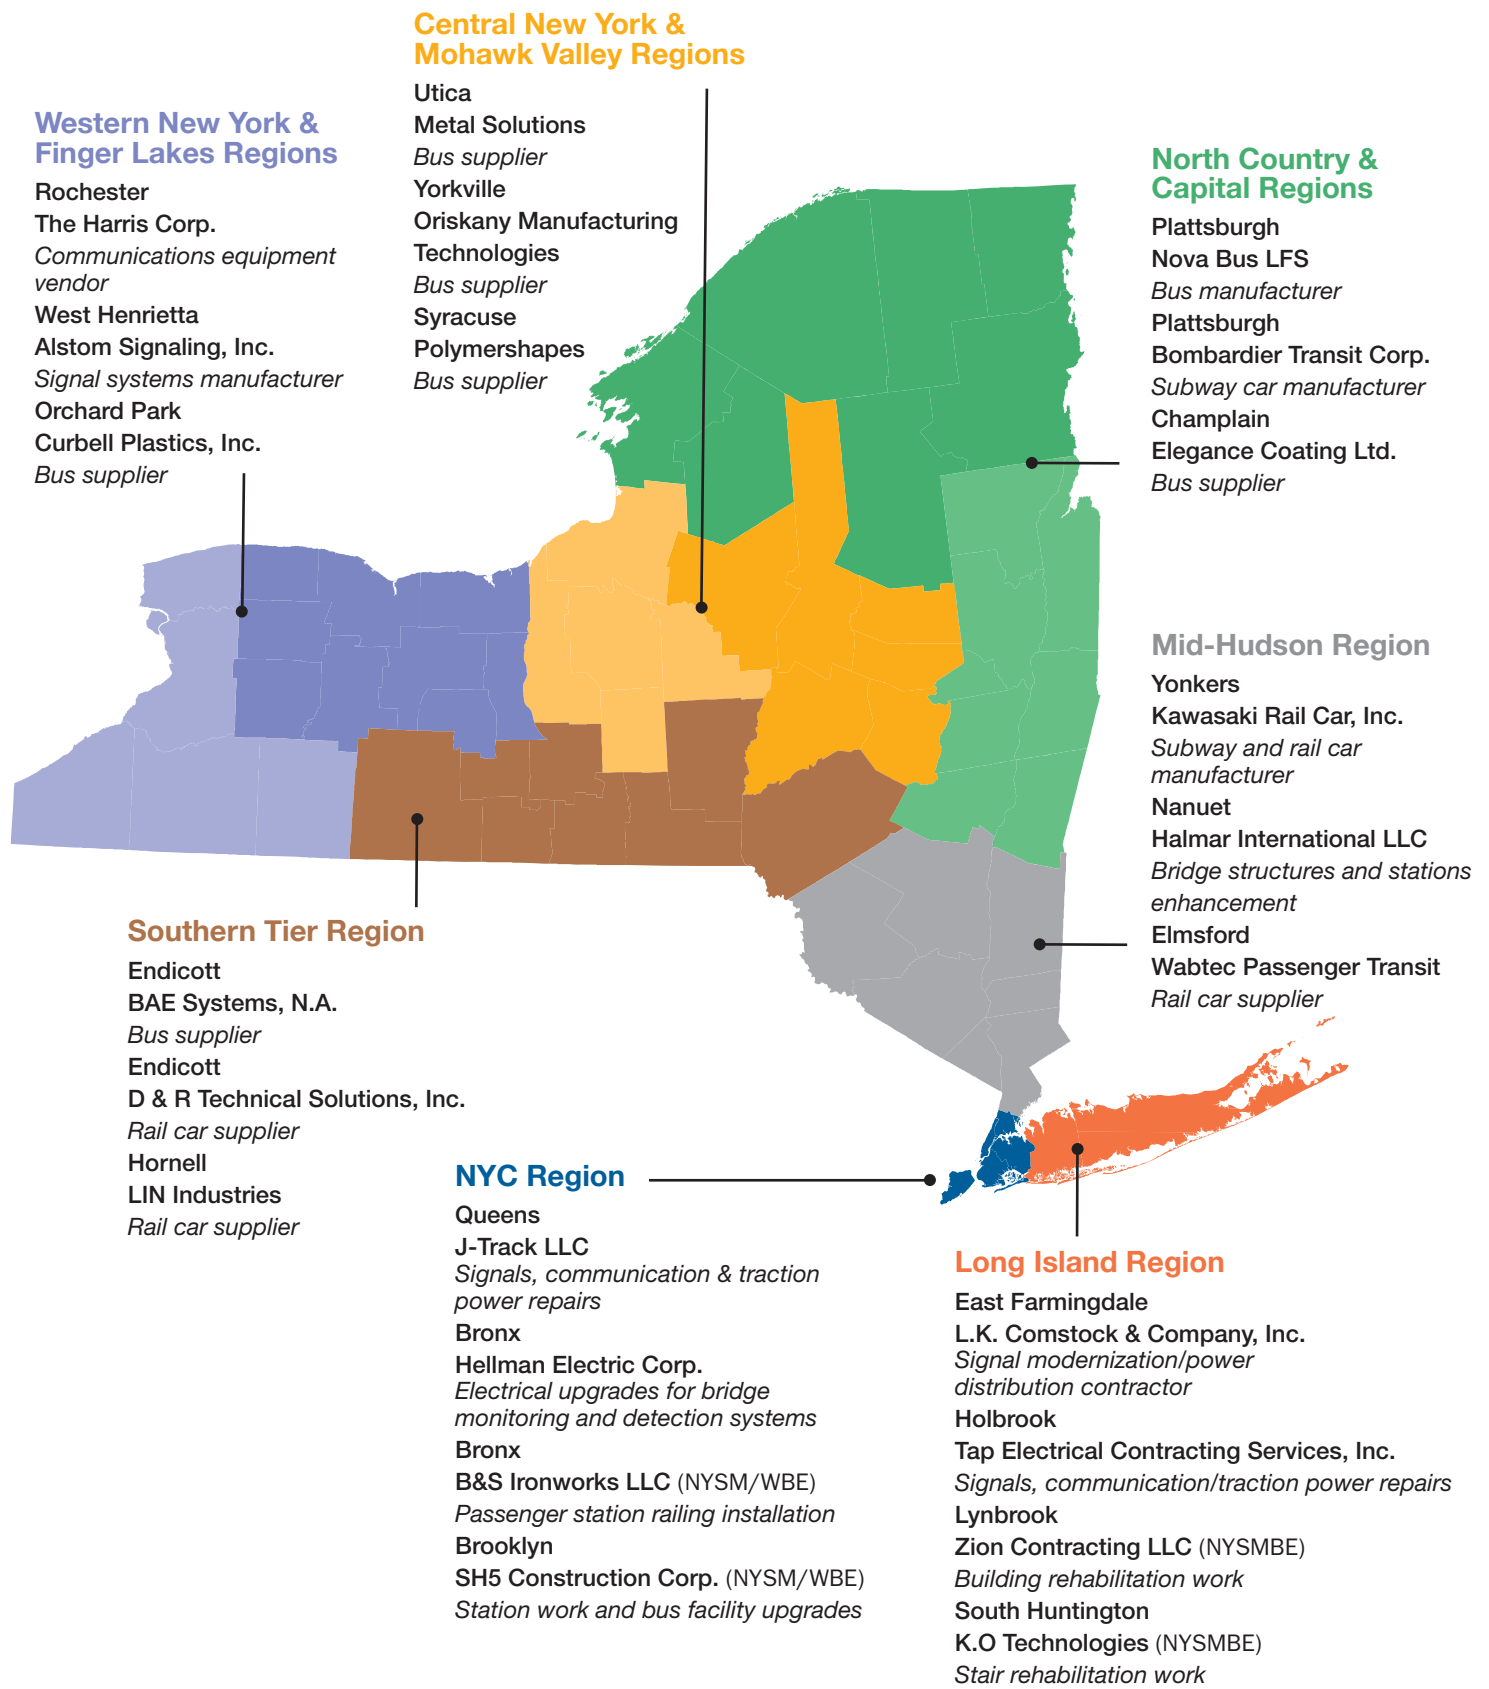 Central New York &
Mohawk Valley Regions
Utica
Metal Solutions
Bus supplier
Yorkville
Oriskany Manufacturing
Technologies
Bus supplier
Syracuse
Polymershapes
Bus supplier
Western New York &
Finger Lakes Regions
Rochester
The Harris Corp.
Communications equipment
vendor
West Henrietta
Alstom Signaling, Inc.
Signal systems manufacturer
Orchard Park
Curbell Plastics, Inc.
Bus supplier
North Country &
Capital Regions
Plattsburgh
Nova Bus LFS
Bus manufacturer
Plattsburgh
Bombardier Transit Corp.
Subway car manufacturer
Champlain
Elegance Coating Ltd.
Bus supplier
Mid-Hudson Region
Yonkers
Kawasaki Rail Car, Inc.
Subway and rail car
manufacturer
Nanuet
Halmar International LLC
Bridge structures and stations
enhancement
Elmsford
Wabtec Passenger Transit
Rail car supplier
Southern Tier Region
Endicott
BAE Systems, N.A.
Bus supplier
Endicott
D & R Technical Solutions, Inc.
Rail car supplier
Hornell
LIN Industries
Rail car supplier
NYC Region
Queens
J-Track LLC
Signals, communication & traction
power repairs
Bronx
Hellman Electric Corp.
Electrical upgrades for bridge
monitoring and detection systems
Bronx
B&S Ironworks LLC (NYSM/WBE)
Passenger station railing installation
Brooklyn
SH5 Construction Corp. (NYSM/WBE)
Station work and bus facility upgrades
Long Island Region
East Farmingdale
L.K. Comstock & Company, Inc.
Signal modernization/power
distribution contractor
Holbrook
Tap Electrical Contracting Services, Inc.
Signals, communication/traction power repairs
Lynbrook
Zion Contracting LLC (NYSMBE)
Building rehabilitation work
South Huntington
K.O Technologies (NYSMBE)
Stair rehabilitation work